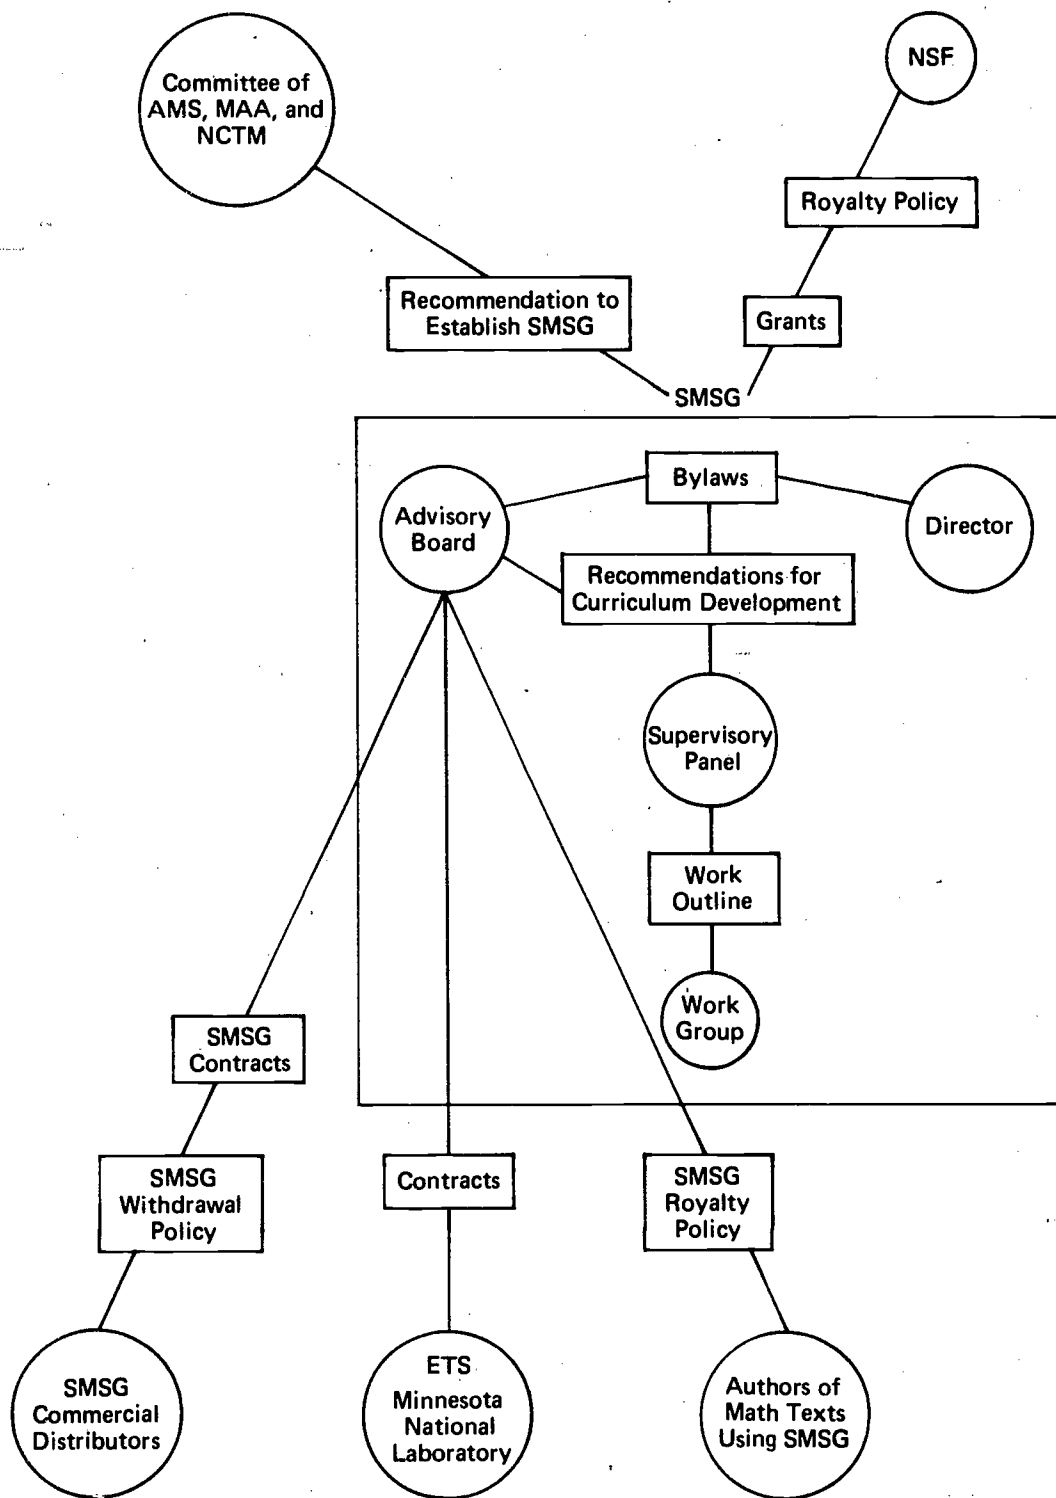 Committee of
AMS, MAA, and
NCTM
NSF
Royalty Policy
Recommendation to
Establish SMSG
Grants
SMSG
Bylaws
Advisory
Board
Director
Recommendations for
Curriculum Development
Supervisory
Panel
Work
Outline
Work
Group
SMSG
Contracts
SMSG
Withdrawal
Policy
Contracts
SMSG
Royalty
Policy
SMSG
Commercial
Distributors
ETS
Minnesota
National
Laboratory
Authors of
Math Texts
Using SMSG